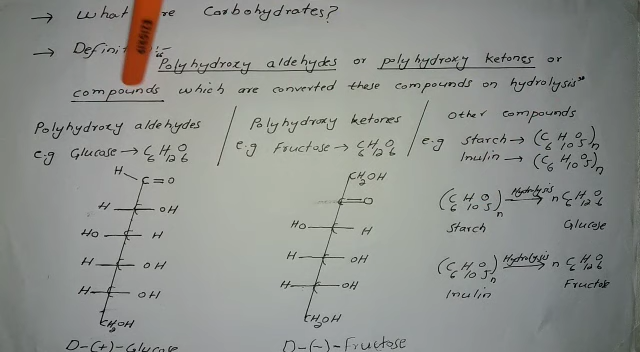 → What are Carbohydrates?
→ Definition:-
"Polyhydroxy aldehydes or polyhydroxy ketones or
compounds which are converted these compounds on hydrolysis"
Polyhydroxy aldehydes
e.g Glucose → C6H12O6
H
C=O
H OH
HO H
H OH
H OH
CH2OH
D-(+)-Glucose
Polyhydroxy ketones
e.g Fructose → C6H12O6
CH2OH
C=O
HO H
H OH
H OH
CH2OH
D-(-)-Fructose
Other compounds
e.g Starch → (C6H10O5)n
Inulin → (C6H10O5)n
(C6H10O5)n Hydrolysis → n C6H12O6
Starch Glucose
(C6H10O5)n Hydrolysis → n C6H12O6
Inulin Fructose